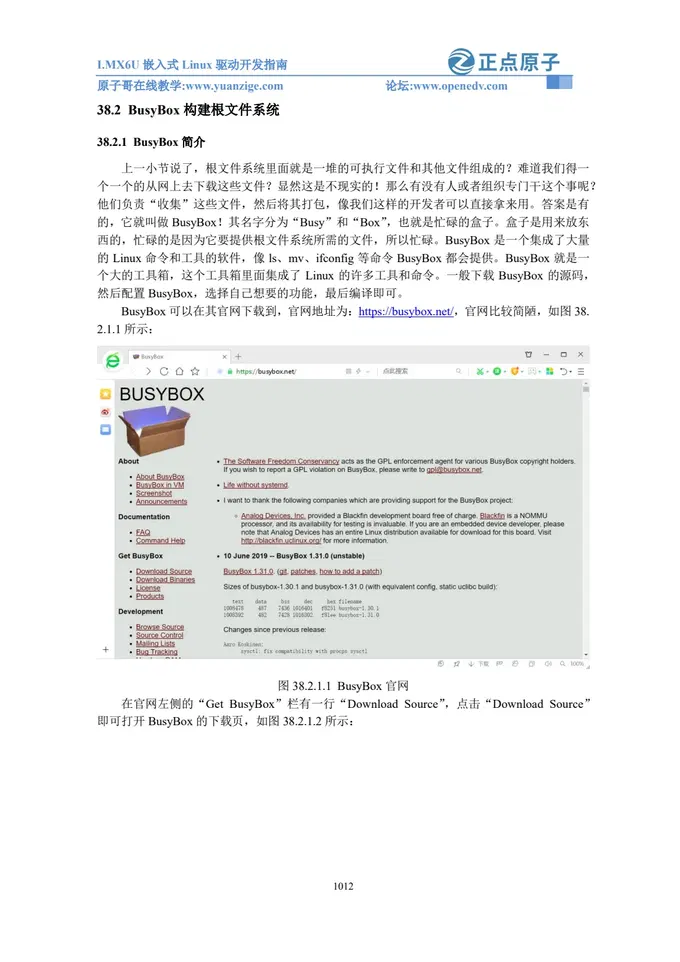 I.MX6U 嵌入式 Linux 驱动开发指南
正点原子
原子哥在线教学:www.yuanzige.com 论坛:www.openedv.com
38.2 BusyBox 构建根文件系统
38.2.1 BusyBox 简介
上一小节说了，根文件系统里面就一堆的可执行文件和其他文件组成的？难道我们得一
个一个的从网上去下载这些文件？显然这是不现实的！那么有没有人或者组织专门干这个事呢？
他们负责“收集”这些文件，然后将其打包，像我们这样的开发者可以直接拿来用。答案是有
的，它就叫做 BusyBox！其名字分为“Busy”和“Box”，也就是忙碌的盒子。盒子是用来放东
西的，忙碌的是因为它要提供根文件系统所需的文件，所以忙碌。BusyBox 是一个集成了大量
的 Linux 命令和工具的软件，像 ls、mv、ifconfig 等命令 BusyBox 都会提供。BusyBox 就是一
个大的工具箱，这个工具箱里面集成了 Linux 的许多工具和命令。一般下载 BusyBox 的源码，
然后配置 BusyBox，选择自己想要的功能，最后编译即可。
BusyBox 可以在其官网下载到，官网地址为：https://busybox.net/，官网比较简陋，如图 38.
2.1.1 所示：
BusyBox
https://busybox.net/
点此搜索
BUSYBOX
About
About BusyBox
BusyBox in VM
Screenshot
Announcements
Documentation
FAQ
Command Help
Get BusyBox
Download Source
Download Binaries
License
Products
Development
Browse Source
Source Control
Mailing Lists
Bug Tracking
The Software Freedom Conservancy acts as the GPL enforcement agent for various BusyBox copyright holders.
If you wish to report a GPL violation on BusyBox, please write to gpl@busybox.net.
Life without systemd.
I want to thank the following companies which are providing support for the BusyBox project:
Analog Devices, Inc. provided a Blackfin development board free of charge. Blackfin is a NOMMU
processor, and its availability for testing is invaluable. If you are an embedded device developer, please
note that Analog Devices has an entire Linux distribution available for download for this board. Visit
http://blackfin.uclinux.org/ for more information.
10 June 2019 -- BusyBox 1.31.0 (unstable)
BusyBox 1.31.0. (git, patches, how to add a patch)
Sizes of busybox-1.30.1 and busybox-1.31.0 (with equivalent config, static uclibc build):
text data bss dec hex filename
busybox-1.30.1
busybox-1.31.0
Changes since previous release:
sysctl: fix compatibility with procps sysctl
下载
100%
图 38.2.1.1 BusyBox 官网
在官网左侧的“Get BusyBox”栏有一行“Download Source”，点击“Download Source”
即可打开 BusyBox 的下载页，如图 38.2.1.2 所示：
1012